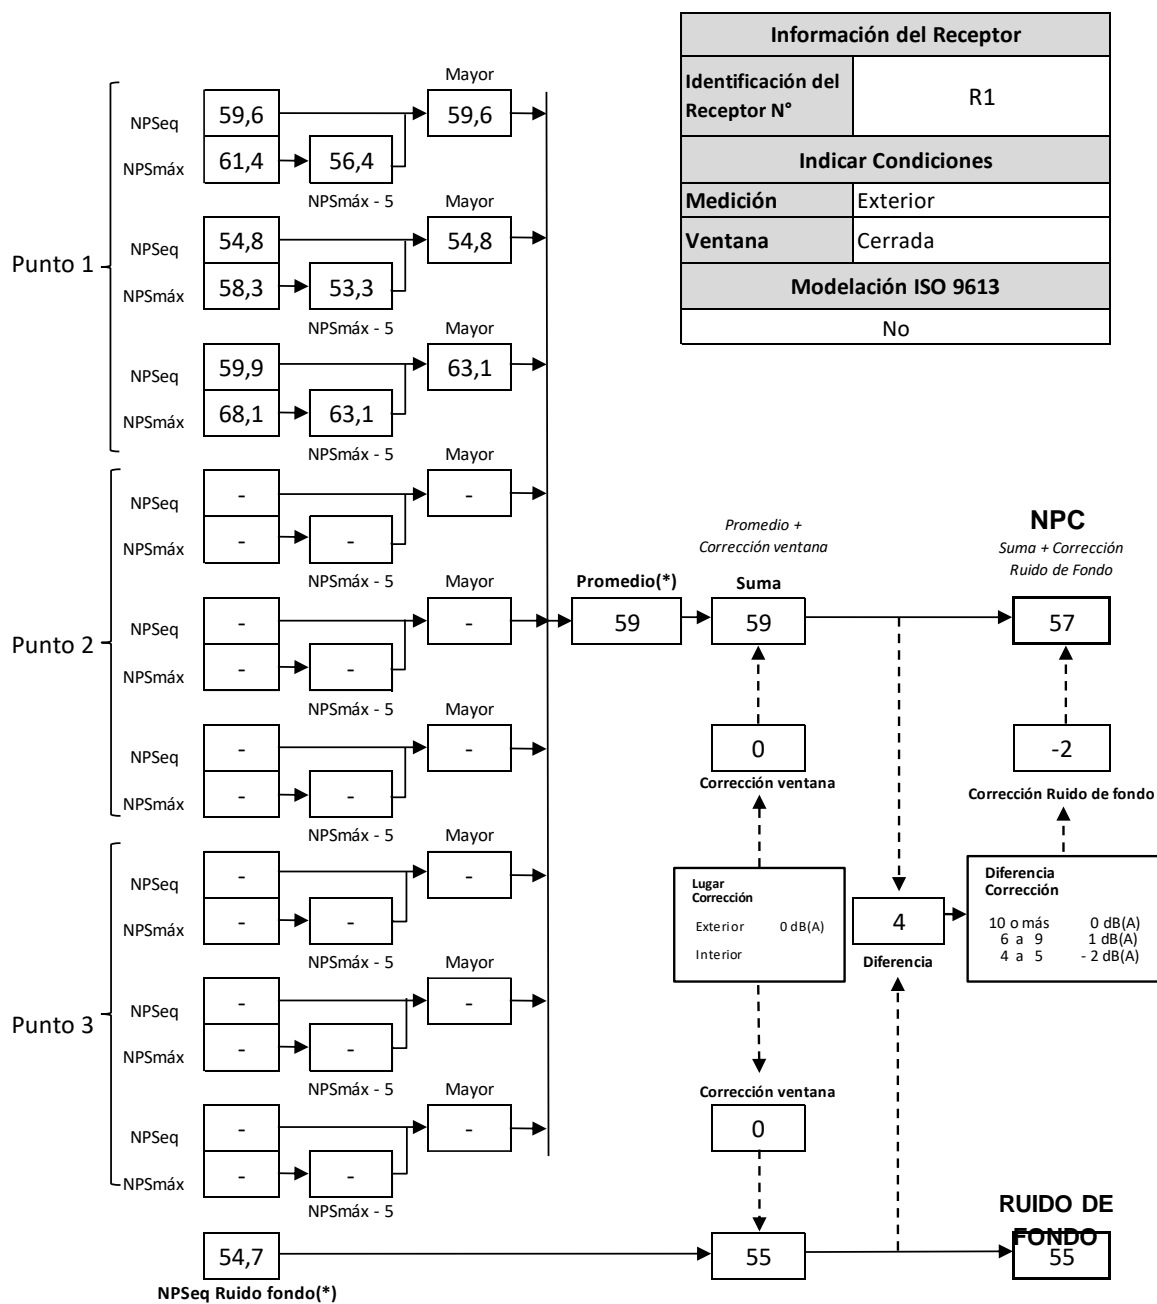 Información del Receptor
Identificación del
Receptor N°
R1
Indicar Condiciones
Medición Exterior
Ventana Cerrada
Modelación ISO 9613
No
Punto 1
Mayor
NPSeq 59,6 59,6
NPSmáx 61,4 56,4
NPSmáx - 5
Mayor
NPSeq 54,8 54,8
NPSmáx 58,3 53,3
NPSmáx - 5
Mayor
NPSeq 59,9 63,1
NPSmáx 68,1 63,1
NPSmáx - 5
Punto 2
Mayor
NPSeq - -
NPSmáx - -
NPSmáx - 5
Mayor
NPSeq - -
NPSmáx - -
NPSmáx - 5
Mayor
NPSeq - -
NPSmáx - -
NPSmáx - 5
Punto 3
Mayor
NPSeq - -
NPSmáx - -
NPSmáx - 5
Mayor
NPSeq - -
NPSmáx - -
NPSmáx - 5
Mayor
NPSeq - -
NPSmáx - -
NPSmáx - 5
54,7
NPSeq Ruido fondo(*)
Promedio(*)
59
Promedio +
Corrección ventana
Suma
59
0
Corrección ventana
Lugar
Corrección
Exterior 0 dB(A)
Interior
Corrección ventana
0
55
4
Diferencia
NPC
Suma + Corrección
Ruido de Fondo
57
-2
Corrección Ruido de fondo
Diferencia
Corrección
10 o más 0 dB(A)
6 a 9 1 dB(A)
4 a 5 - 2 dB(A)
RUIDO DE
FONDO
55